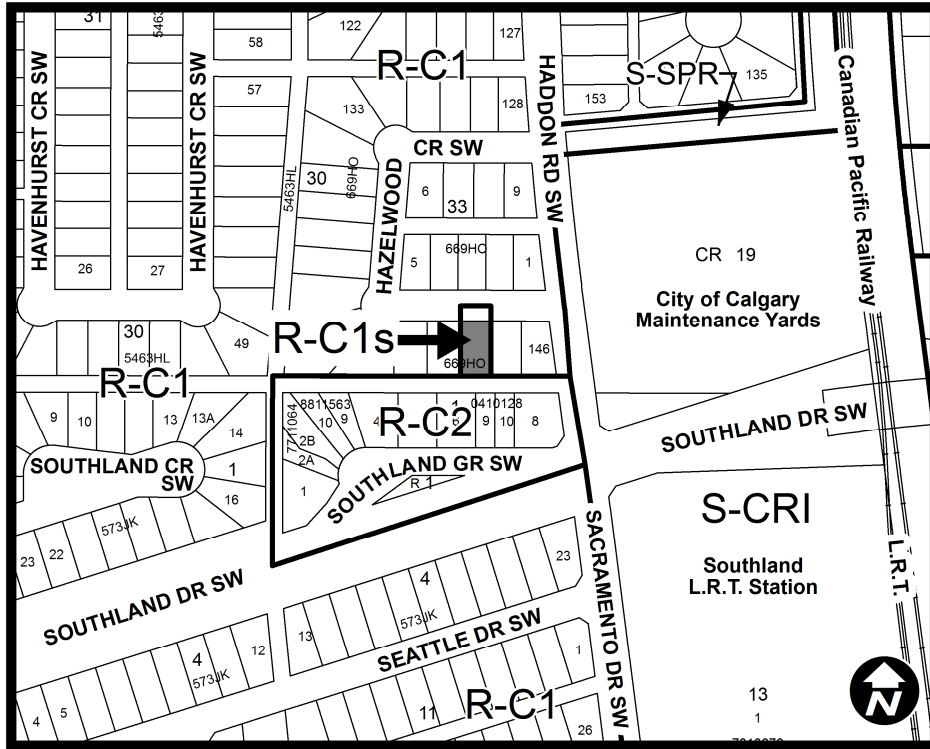 31
5463
122
127
58
R-C1
HAVENHURST CR SW
HAVENHURST CR SW
57
133
128
HADDON RD SW
153
S-SPR
135
Canadian Pacific Railway
CR SW
HAZELWOOD
30
669HO
5463HL
6
33
9
669HO
5
1
26
27
CR 19
City of Calgary
Maintenance Yards
30
5463HL
49
R-C1s
669HO
146
R-C1
9
10
13
13A
14
8811563
7711064
10
9
4
2B
2A
1
R-C2
1
6
0410128
9
10
8
SOUTHLAND DR SW
SOUTHLAND CR
SW
1
16
SOUTHLAND GR SW
R 1
S-CRI
Southland
L.R.T. Station
L.R.T.
573JK
23
22
SACRAMENTO DR SW
SOUTHLAND DR SW
23
4
573JK
13
SEATTLE DR SW
12
4
573JK
4
5
1
11
R-C1
26
13
1
N